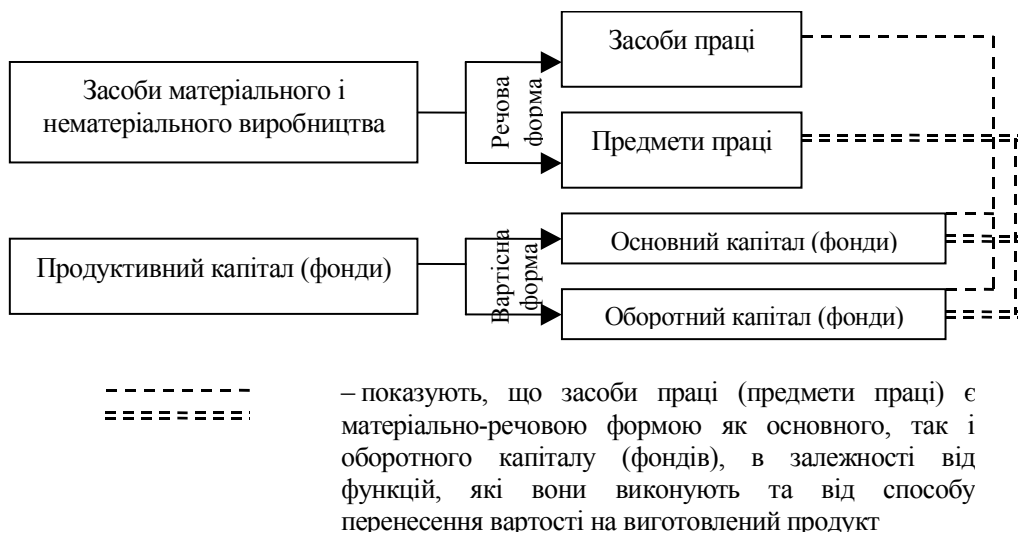 Засоби праці
Засоби матеріального і
нематеріального виробництва
Речова
форма
Предмети праці
Основний капітал (фонди)
Продуктивний капітал (фонди)
Вартісна
форма
Оборотний капітал (фонди)
– показують, що засоби праці (предмети праці) є
матеріально-речовою формою як основного, так і
оборотного капіталу (фондів), в залежності від
функцій, які вони виконують та від способу
перенесення вартості на виготовлений продукт